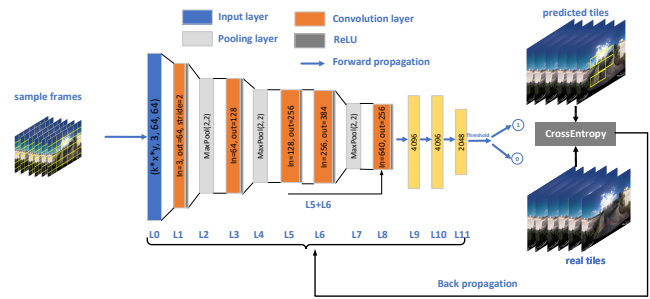 Input layer
Convolution layer
Pooling layer
ReLU
Forward propagation
predicted tiles
sample frames
(k*x*y, 3, 64, 64)
In=3, out=64, stride=2
MaxPool(2,2)
In=64, out=128
MaxPool(2,2)
In=128, out=256
In=256, out=384
MaxPool(2,2)
In=640, out=256
4096
4096
2048
Threshold
1
0
CrossEntropy
L5+L6
L0 L1 L2 L3 L4 L5 L6 L7 L8 L9 L10 L11
real tiles
Back propagation